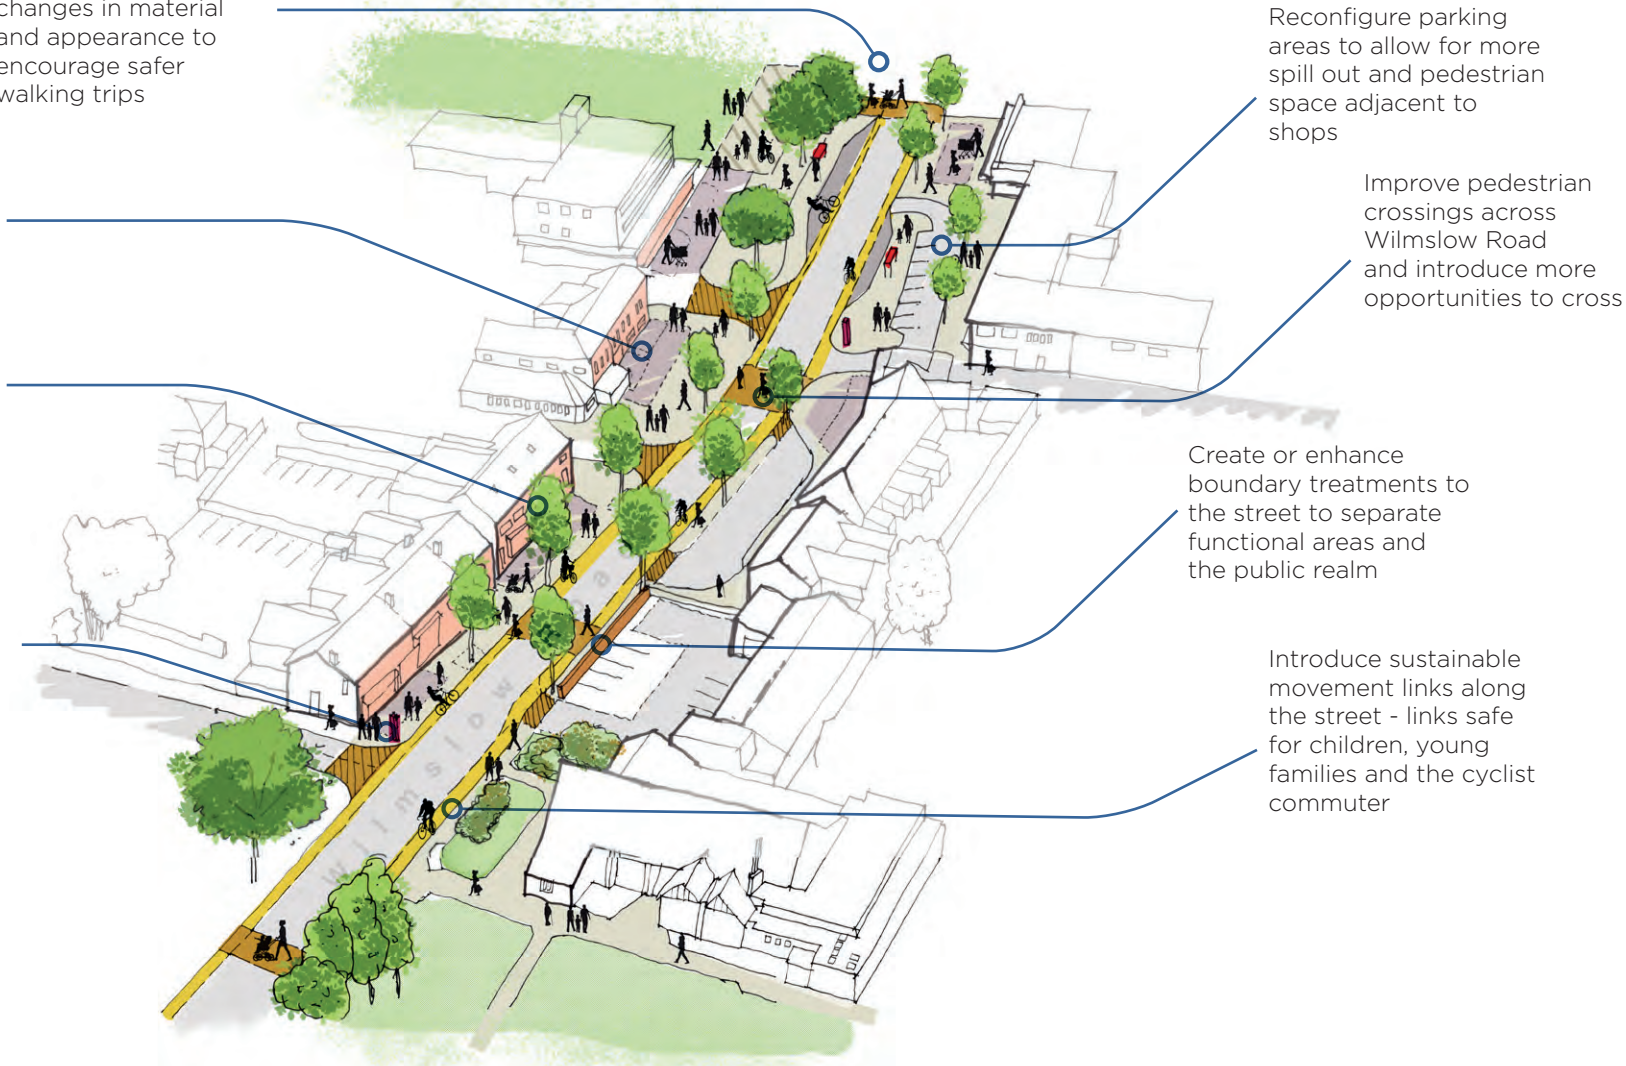 changes in material
and appearance to
encourage safer
walking trips
Reconfigure parking
areas to allow for more
spill out and pedestrian
space adjacent to
shops
Improve pedestrian
crossings across
Wilmslow Road
and introduce more
opportunities to cross
Create or enhance
boundary treatments to
the street to separate
functional areas and
the public realm
Introduce sustainable
movement links along
the street - links safe
for children, young
families and the cyclist
commuter
Wilmslow